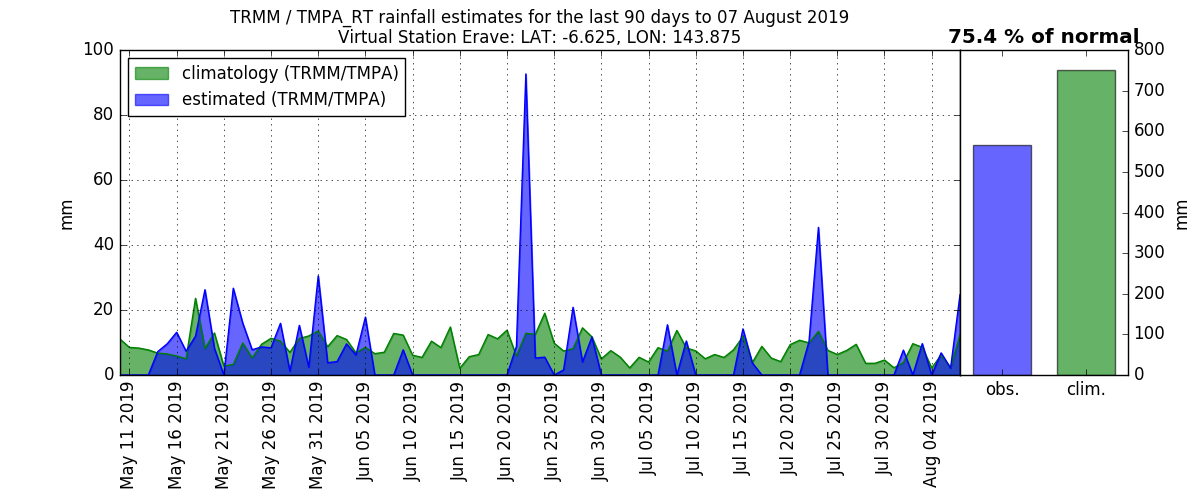 TRMM / TMPA_RT rainfall estimates for the last 90 days to 07 August 2019
Virtual Station Erave: LAT: -6.625, LON: 143.875
75.4 % of normal
climatology (TRMM/TMPA)
estimated (TRMM/TMPA)
100
80
60
40
20
0
mm
May 11 2019
May 16 2019
May 21 2019
May 26 2019
May 31 2019
Jun 05 2019
Jun 10 2019
Jun 15 2019
Jun 20 2019
Jun 25 2019
Jun 30 2019
Jul 05 2019
Jul 10 2019
Jul 15 2019
Jul 20 2019
Jul 25 2019
Jul 30 2019
Aug 04 2019
obs.
clim.
800
700
600
500
400
300
200
100
0
mm